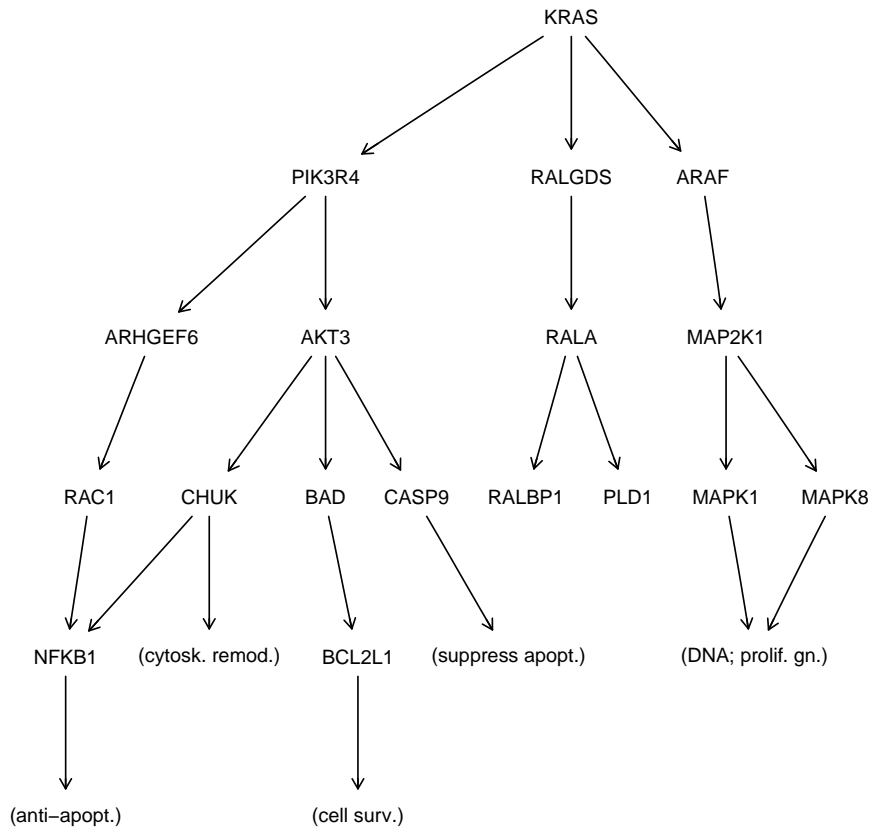 KRAS
PIK3R4 RALGDS ARAF
ARHGEF6 AKT3 RALA MAP2K1
RAC1 CHUK BAD CASP9 RALBP1 PLD1 MAPK1 MAPK8
NFKB1 (cytosk. remod.) BCL2L1 (suppress apopt.) (DNA; prolif. gn.)
(anti−apopt.) (cell surv.)